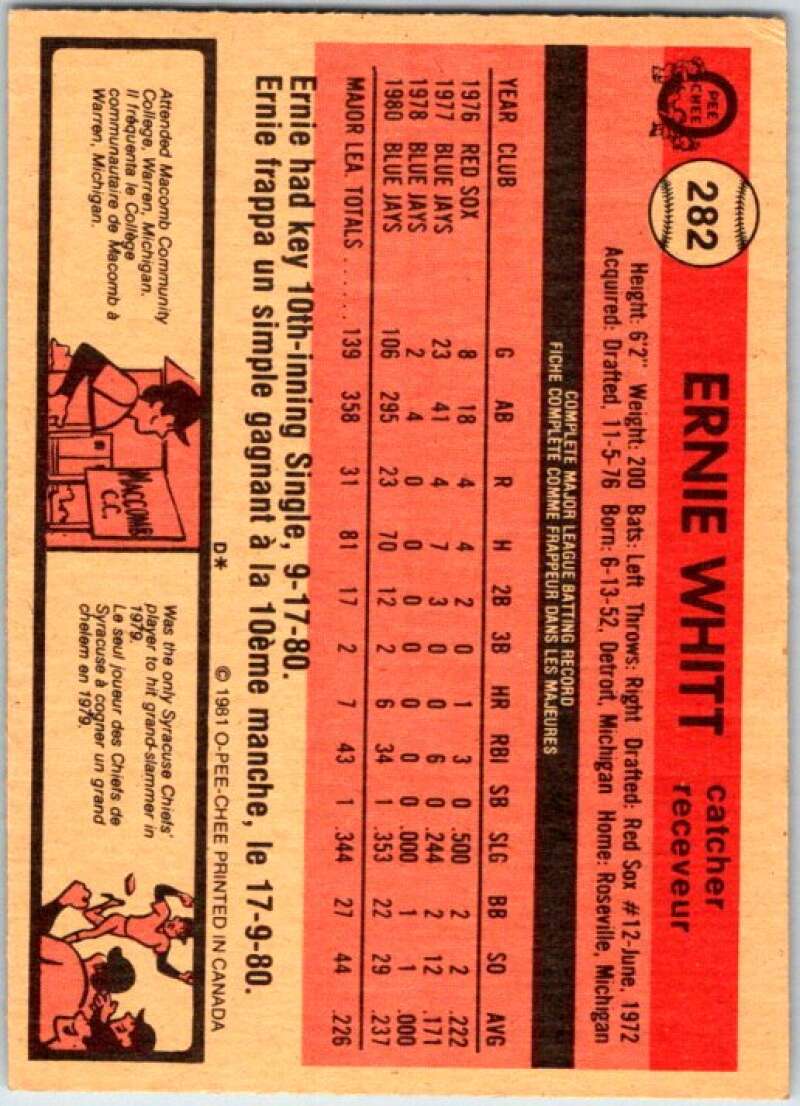 O
PEE
CHEE
282
ERNIE WHITT
catcher
receveur
Height: 6'2" Weight: 200 Bats: Left Throws: Right Drafted: Red Sox #12-June, 1972
Acquired: Drafted, 11-5-76 Born: 6-13-52, Detroit, Michigan Home: Roseville, Michigan
COMPLETE MAJOR LEAGUE BATTING RECORD
FICHE COMPLETE COMME FRAPPEUR DANS LES MAJEURES
YEAR CLUB G AB R H 2B 3B HR RBI SB SLG BB SO AVG
1976 RED SOX 8 18 4 4 2 0 1 3 0 .500 2 2 .222
1977 BLUE JAYS 23 41 4 7 3 0 0 6 0 .244 2 12 .171
1978 BLUE JAYS 2 4 0 0 0 0 0 0 0 .000 1 1 .000
1980 BLUE JAYS 106 295 23 70 12 2 6 34 1 .353 22 29 .237
MAJOR LEA. TOTALS ...... 139 358 31 81 17 2 7 43 1 .344 27 44 .226
Ernie had key 10th-inning Single, 9-17-80.
Ernie frappa un simple gagnant à la 10ème manche, le 17-9-80.
D* © 1981 O-PEE-CHEE PRINTED IN CANADA
Attended Macomb Community
College, Warren, Michigan.
Il fréquenta le Collège
communautaire de Macomb à
Warren, Michigan.
MACCOMB
C.C.
Was the only Syracuse Chiefs'
player to hit grand-slammer in
1979.
Le seul joueur des Chiefs de
Syracuse à cogner un grand
chelem en 1979.